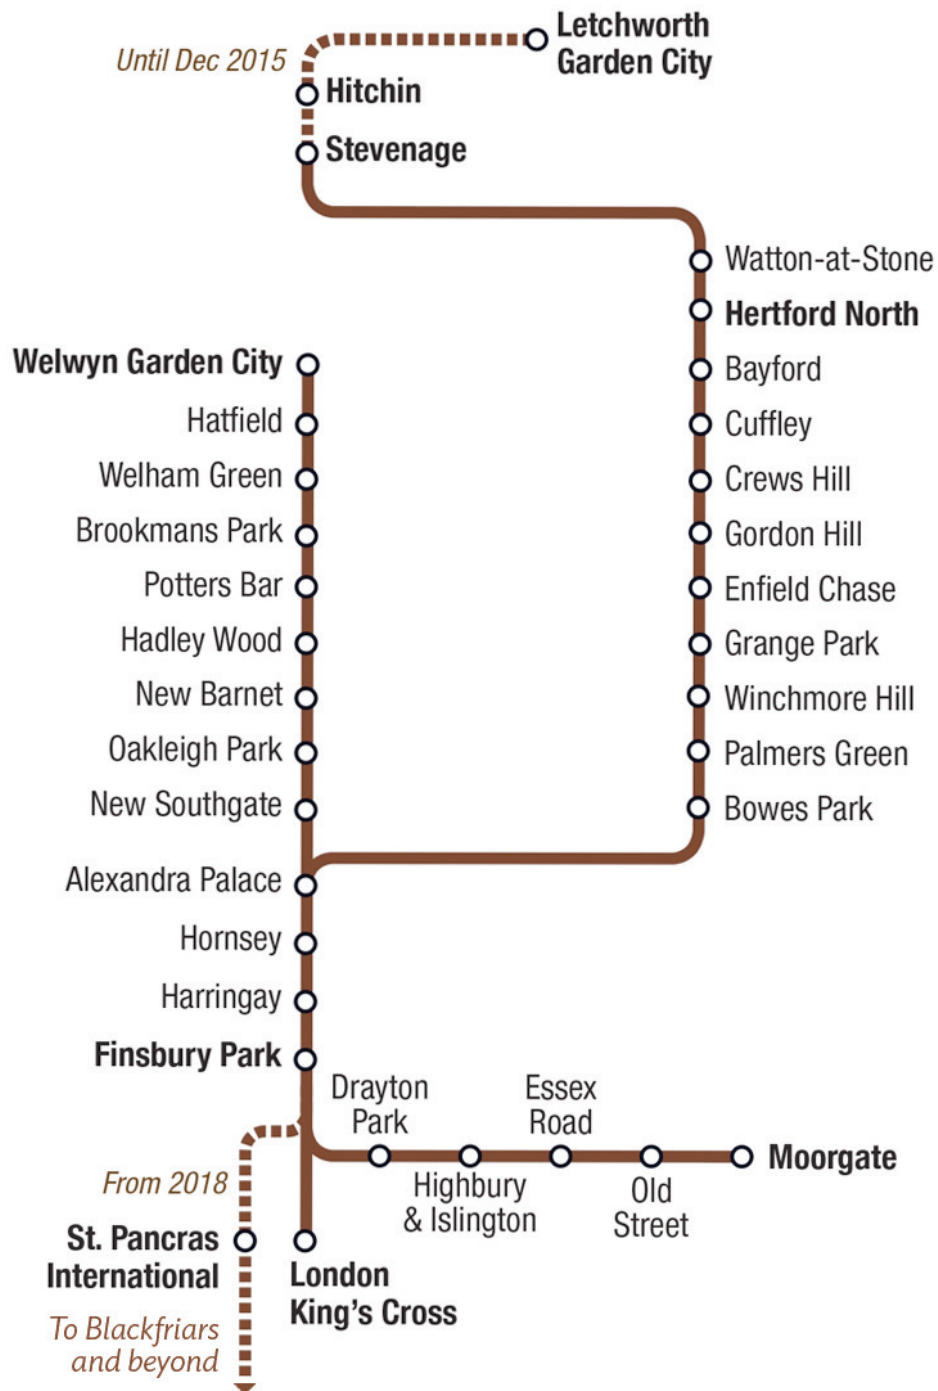 Letchworth
Garden City
Until Dec 2015
Hitchin
Stevenage
Watton-at-Stone
Hertford North
Welwyn Garden City
Bayford
Hatfield
Cuffley
Welham Green
Crews Hill
Brookmans Park
Gordon Hill
Potters Bar
Enfield Chase
Hadley Wood
Grange Park
New Barnet
Winchmore Hill
Oakleigh Park
Palmers Green
New Southgate
Bowes Park
Alexandra Palace
Hornsey
Harringay
Finsbury Park
Drayton
Park
Essex
Road
Moorgate
From 2018
Highbury
& Islington
Old
Street
St. Pancras
International
London
King's Cross
To Blackfriars
and beyond